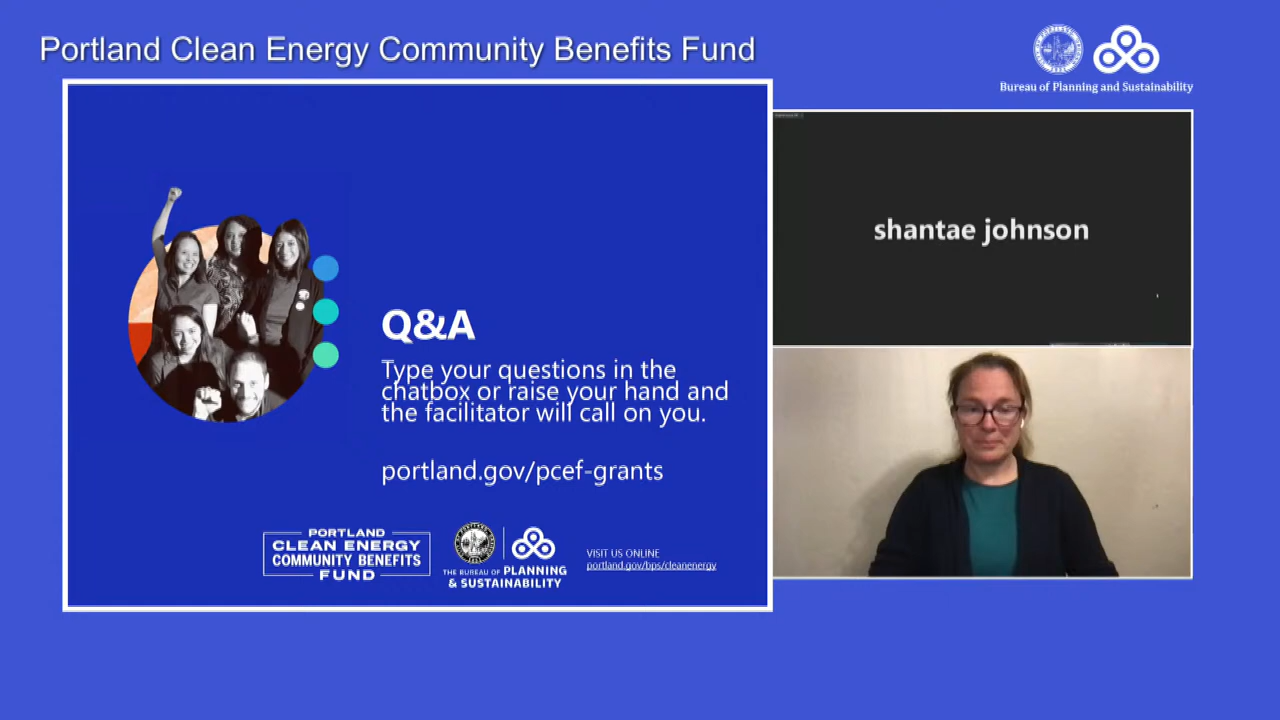 Portland Clean Energy Community Benefits Fund
Bureau of Planning and Sustainability
shantae johnson
Q&A
Type your questions in the
chatbox or raise your hand and
the facilitator will call on you.
portland.gov/pcef-grants
PORTLAND
CLEAN ENERGY
COMMUNITY BENEFITS
FUND
THE BUREAU OF PLANNING
& SUSTAINABILITY
VISIT US ONLINE
portland.gov/bps/cleanenergy